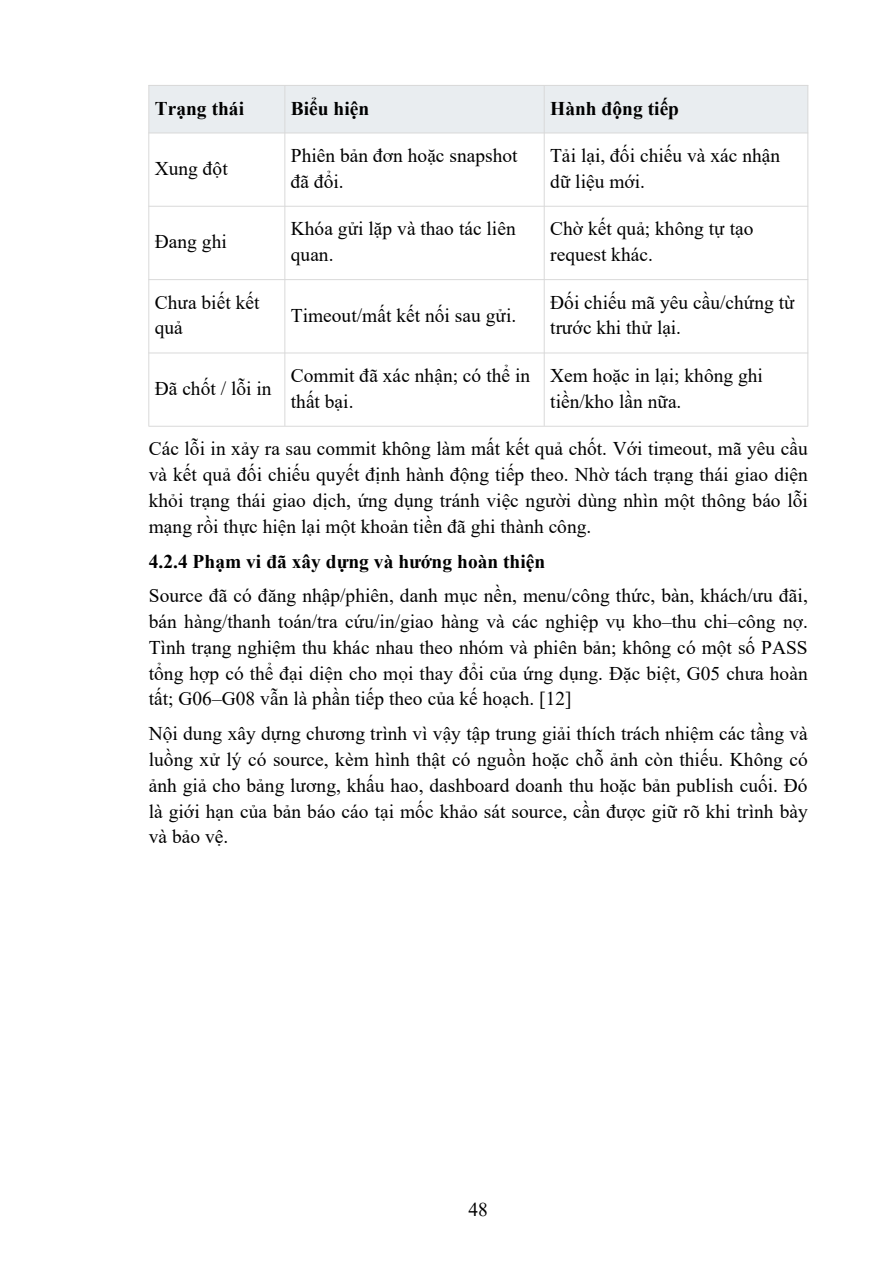 Trạng thái Biểu hiện Hành động tiếp
Xung đột
Phiên bản đơn hoặc snapshot
đã đổi.
Tải lại, đối chiếu và xác nhận
dữ liệu mới.
Đang ghi
Khóa gửi lặp và thao tác liên
quan.
Chờ kết quả; không tự tạo
request khác.
Chưa biết kết
quả
Timeout/mất kết nối sau gửi.
Đối chiếu mã yêu cầu/chứng từ
trước khi thử lại.
Đã chốt / lỗi in
Commit đã xác nhận; có thể in
thất bại.
Xem hoặc in lại; không ghi
tiền/kho lần nữa.
Các lỗi in xảy ra sau commit không làm mất kết quả chốt. Với timeout, mã yêu cầu
và kết quả đối chiếu quyết định hành động tiếp theo. Nhờ tách trạng thái giao diện
khỏi trạng thái giao dịch, ứng dụng tránh việc người dùng nhìn một thông báo lỗi
mạng rồi thực hiện lại một khoản tiền đã ghi thành công.
4.2.4 Phạm vi đã xây dựng và hướng hoàn thiện
Source đã có đăng nhập/phiên, danh mục nền, menu/công thức, bàn, khách/ưu đãi,
bán hàng/thanh toán/tra cứu/in/giao hàng và các nghiệp vụ kho–thu chi–công nợ.
Tình trạng nghiệm thu khác nhau theo nhóm và phiên bản; không có một số PASS
tổng hợp có thể đại diện cho mọi thay đổi của ứng dụng. Đặc biệt, G05 chưa hoàn
tất; G06–G08 vẫn là phần tiếp theo của kế hoạch. [12]
Nội dung xây dựng chương trình vì vậy tập trung giải thích trách nhiệm các tầng và
luồng xử lý có source, kèm hình thật có nguồn hoặc chỗ ảnh còn thiếu. Không có
ảnh giả cho bảng lương, khấu hao, dashboard doanh thu hoặc bản publish cuối. Đó
là giới hạn của bản báo cáo tại mốc khảo sát source, cần được giữ rõ khi trình bày
và bảo vệ.
48